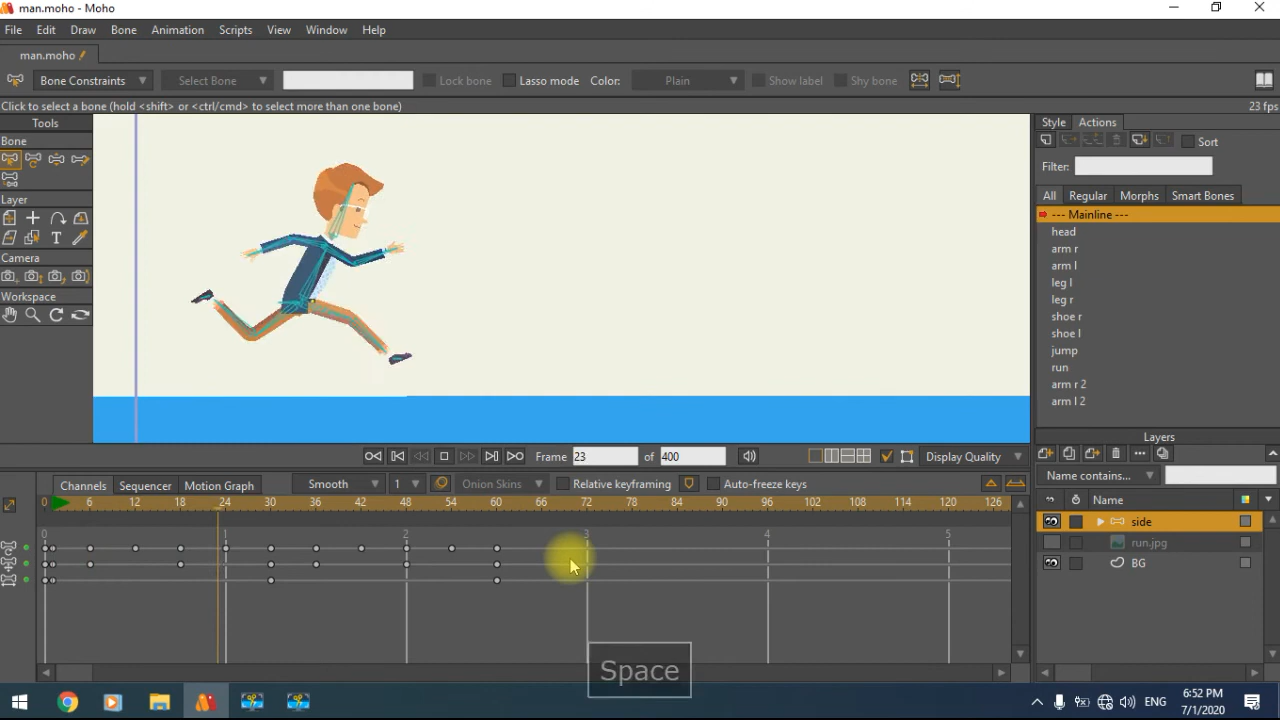 man.moho - Moho
File Edit Draw Bone Animation Scripts View Window Help
man.moho
Bone Constraints Select Bone Lock bone Lasso mode Color: Plain Show label Shy bone
Click to select a bone (hold <shift> or <ctrl/cmd> to select more than one bone) 23 fps
Tools
Bone
Layer
Camera
Workspace
Style Actions
Sort
Filter:
All Regular Morphs Smart Bones
--- Mainline ---
head
arm r
arm l
leg l
leg r
shoe r
shoe l
jump
run
arm r 2
arm l 2
Frame 23 of 400 Display Quality
Channels Sequencer Motion Graph Smooth 1 Onion Skins Relative keyframing Auto-freeze keys
0 6 12 18 24 30 36 42 48 54 60 66 72 78 84 90 96 102 108 114 120 126
0 1 2 3 4 5
Layers
Name contains...
Name
side
run.jpg
BG
Space
ENG
6:52 PM
7/1/2020